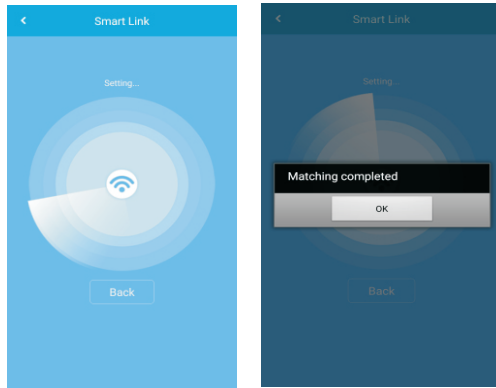 Smart Link
Setting...
Back
Smart Link
Setting...
Matching completed
OK
Back